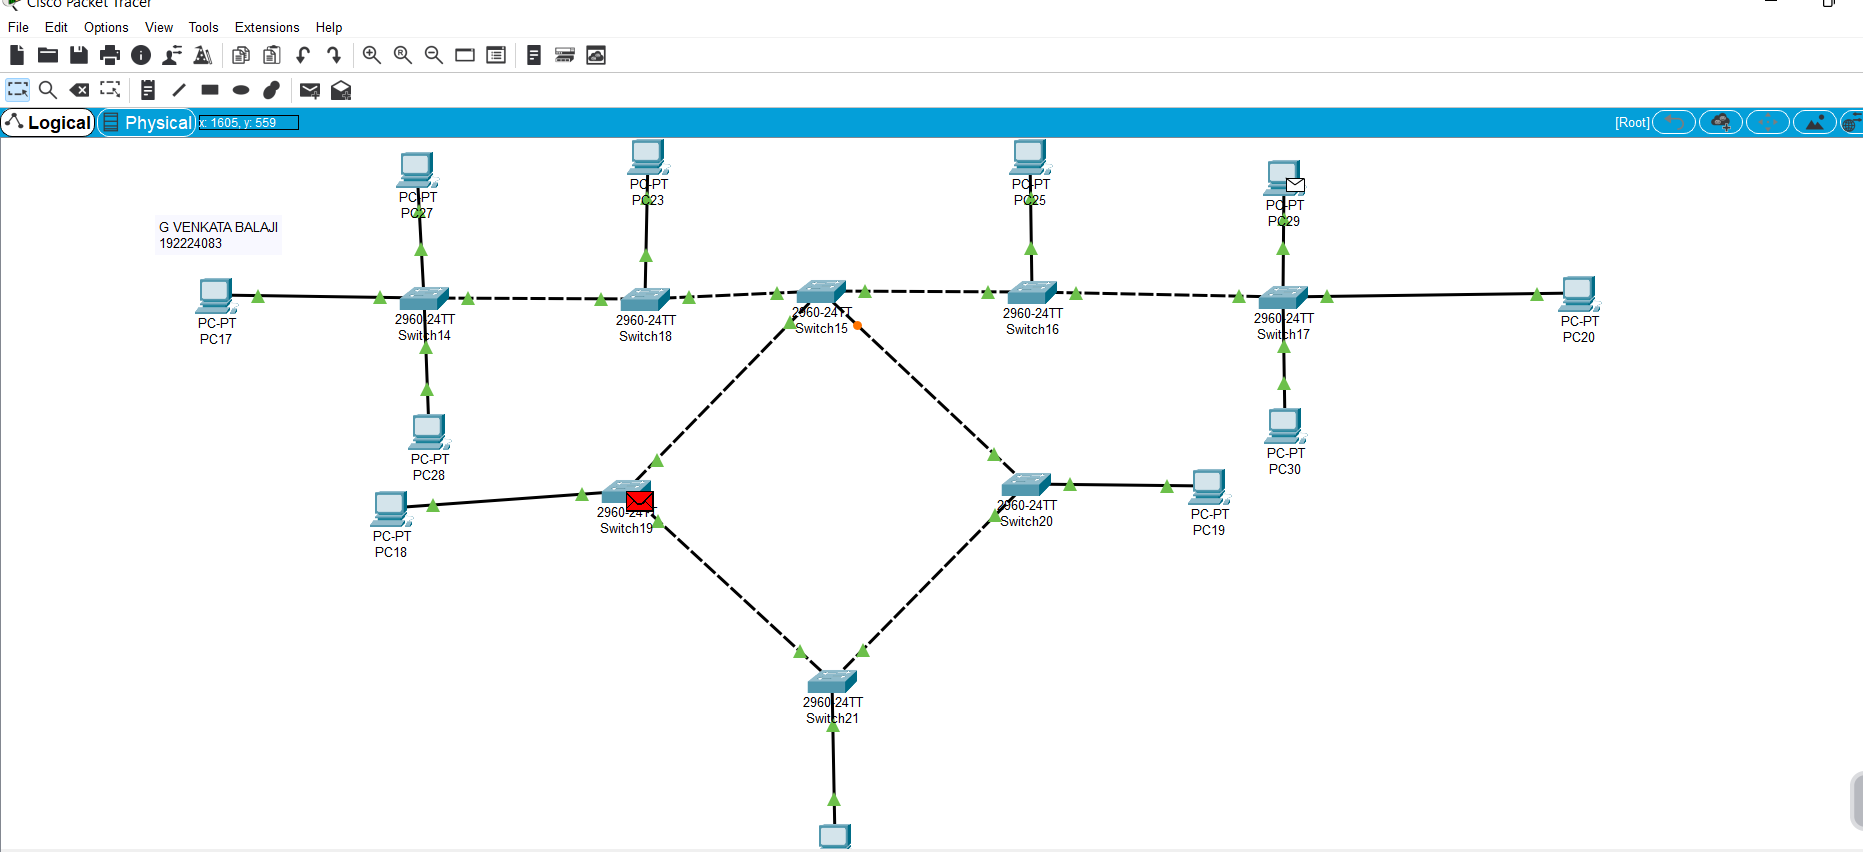 Cisco Packet Tracer
File Edit Options View Tools Extensions Help
Logical Physical x: 1605, y: 559 [Root]
PC-PT
PC27
PC-PT
PC23
PC-PT
PC25
PC-PT
PC29
G VENKATA BALAJI
192224083
PC-PT
PC17
2960-24TT
Switch14
2960-24TT
Switch18
2960-24TT
Switch15
2960-24TT
Switch16
2960-24TT
Switch17
PC-PT
PC20
PC-PT
PC28
PC-PT
PC30
PC-PT
PC18
2960-24TT
Switch19
2960-24TT
Switch20
PC-PT
PC19
2960-24TT
Switch21